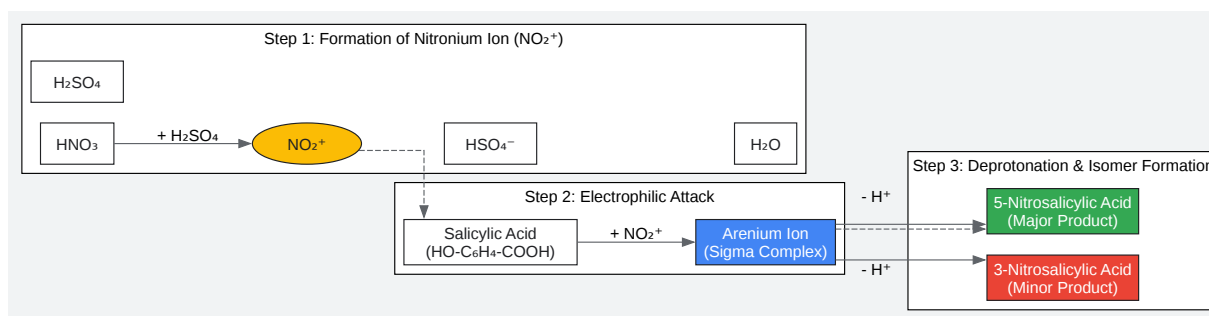 Step 1: Formation of Nitronium Ion (NO₂⁺)
H₂SO₄
HNO₃
+ H₂SO₄
NO₂⁺
HSO₄⁻
H₂O
Step 2: Electrophilic Attack
Salicylic Acid
(HO-C₆H₄-COOH)
+ NO₂⁺
Arenium Ion
(Sigma Complex)
- H⁺
- H⁺
Step 3: Deprotonation & Isomer Formation
5-Nitrosalicylic Acid
(Major Product)
3-Nitrosalicylic Acid
(Minor Product)